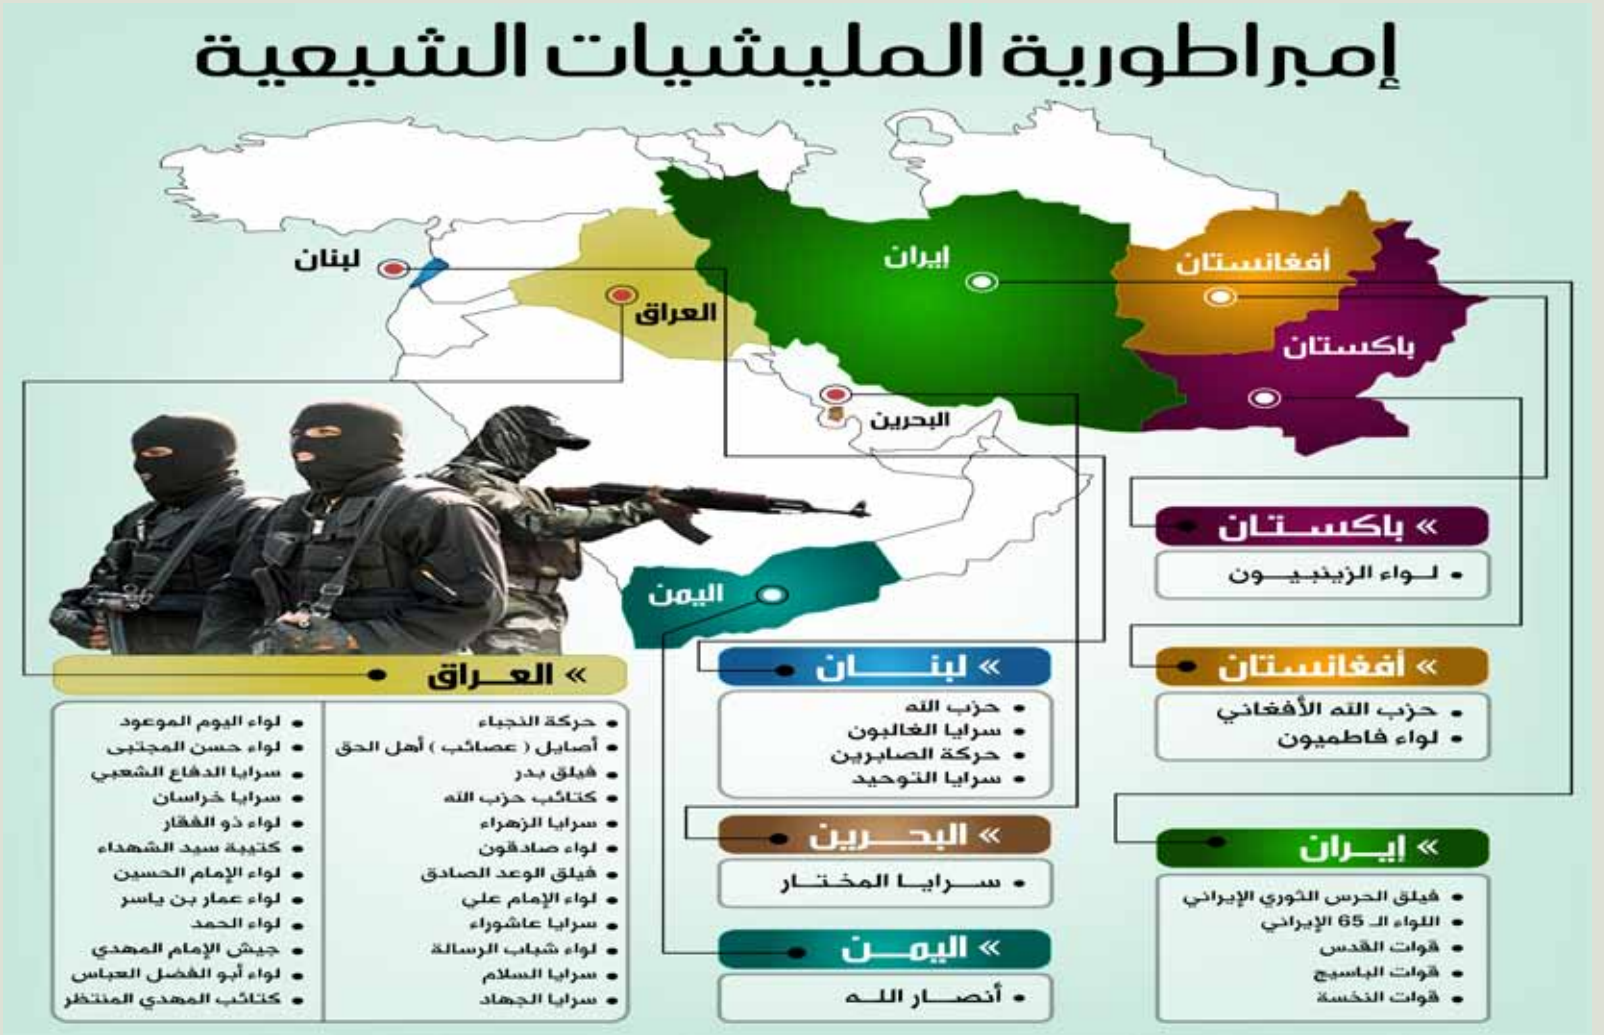 إمبراطورية المليشيات الشيعية
لبنان
العراق
إيران
أفغانستان
باكستان
البحرين
اليمن
» باكستان
• لواء الزينبيون
» أفغانستان
• حزب الله الأفغاني
• لواء فاطميون
» إيران
• فيلق الحرس الثوري الإيراني
• اللواء الـ 65 الإيراني
• قوات القدس
• قوات الباسيج
• قوات النخسة
» لبنان
• حزب الله
• سرايا الغالبون
• حركة الصابرين
• سرايا التوحيد
» البحرين
• سرايا المختار
» اليمن
• أنصار الله
» العراق
• حركة النجباء
• أصايل ( عصائب ) أهل الحق
• فيلق بدر
• كتائب حزب الله
• سرايا الزهراء
• لواء صادقون
• فيلق الوعد الصادق
• لواء الإمام علي
• سرايا عاشوراء
• لواء شباب الرسالة
• سرايا السلام
• سرايا الجهاد
• لواء اليوم الموعود
• لواء حسن المجتبى
• سرايا الدفاع الشعبي
• سرايا خراسان
• لواء ذو الفقار
• كتيبة سيد الشهداء
• لواء الإمام الحسين
• لواء عمار بن ياسر
• لواء الحمد
• جيش الإمام المهدي
• لواء أبو الفضل العباس
• كتائب المهدي المنتظر